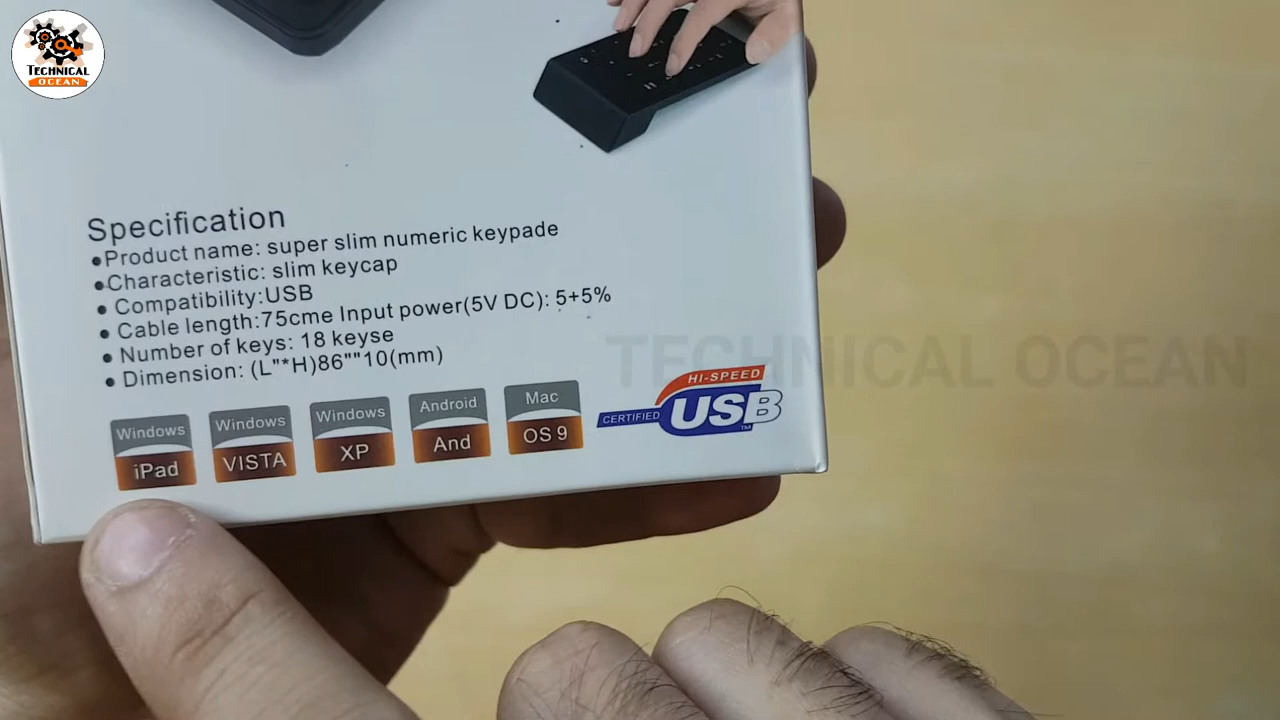 TECHNICAL
OCEAN
Specification
•Product name: super slim numeric keypade
•Characteristic: slim keycap
• Compatibility:USB
• Cable length:75cme Input power(5V DC): 5+5%
• Number of keys: 18 keyse
• Dimension: (L"*H)86""10(mm)
TECHNICAL OCEAN
Windows
iPad
Windows
VISTA
Windows
XP
Android
And
Mac
OS 9
HI-SPEED
CERTIFIED
USB
TM